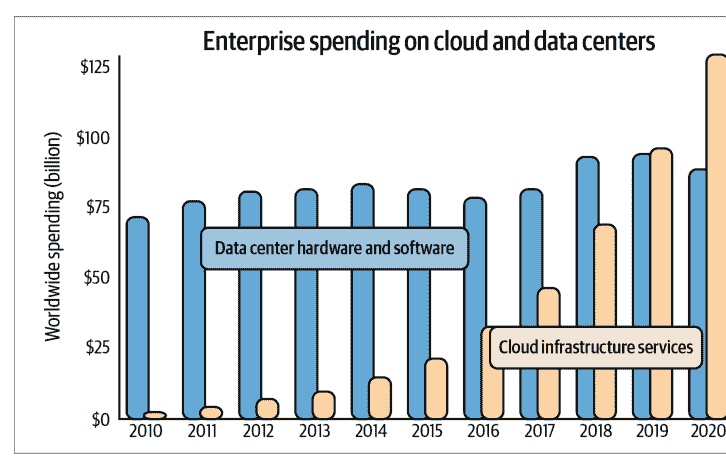 Enterprise spending on cloud and data centers
Worldwide spending (billion)
$125
$100
$75
$50
$25
$0
Data center hardware and software
Cloud infrastructure services
2010 2011 2012 2013 2014 2015 2016 2017 2018 2019 2020